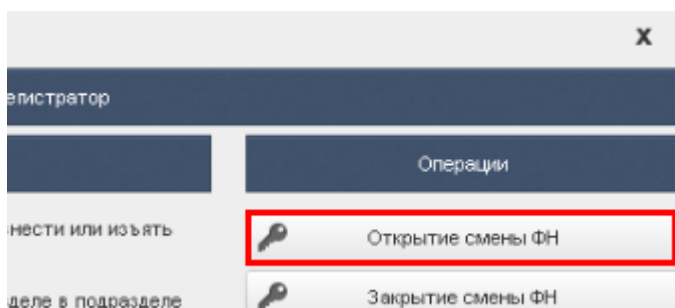 x
егистратор
Операции
нести или изъять
Открытие смены ФН
деле в подразделе
Закрытие смены ФН